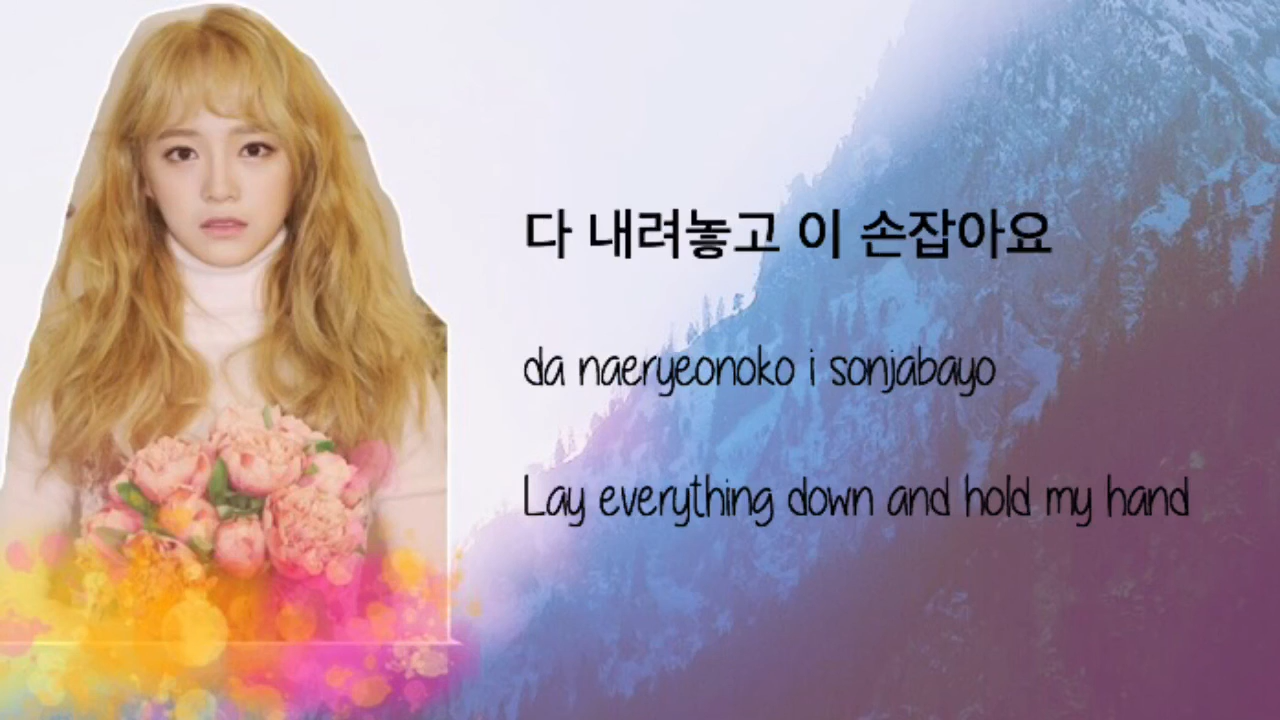 다 내려놓고 이 손잡아요
da naeryeonoko i sonjabayo
Lay everything down and hold my hand